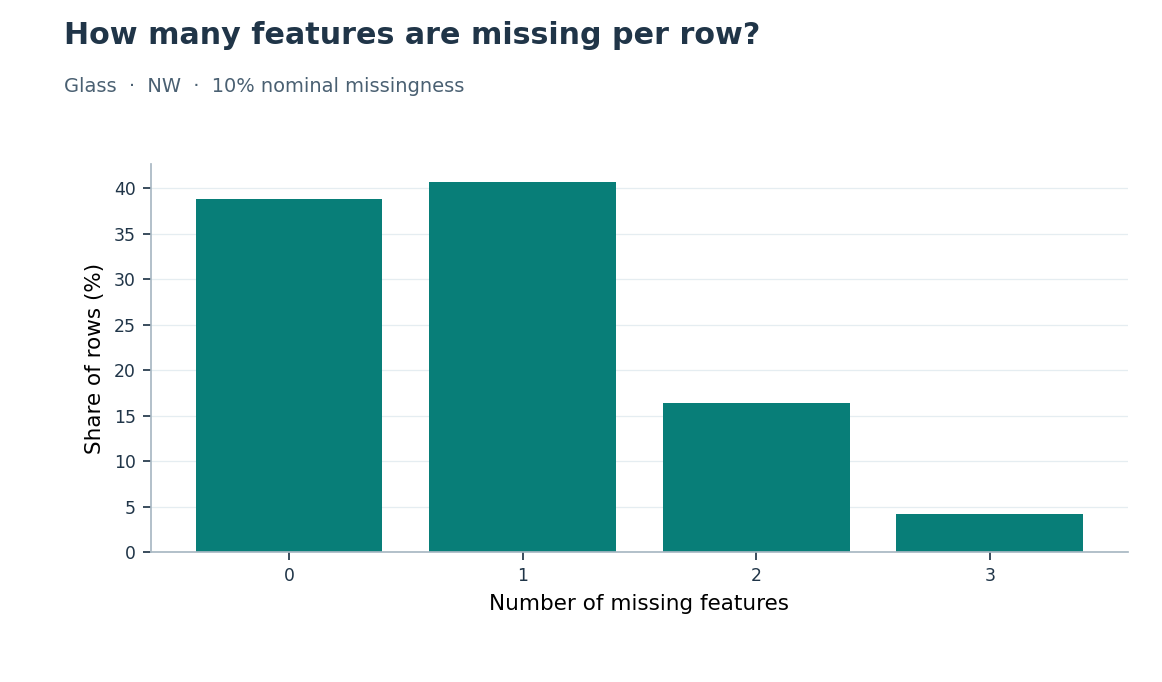 How many features are missing per row?
Glass · NW · 10% nominal missingness
40
35
30
25
20
15
10
5
0
Share of rows (%)
0 1 2 3
Number of missing features